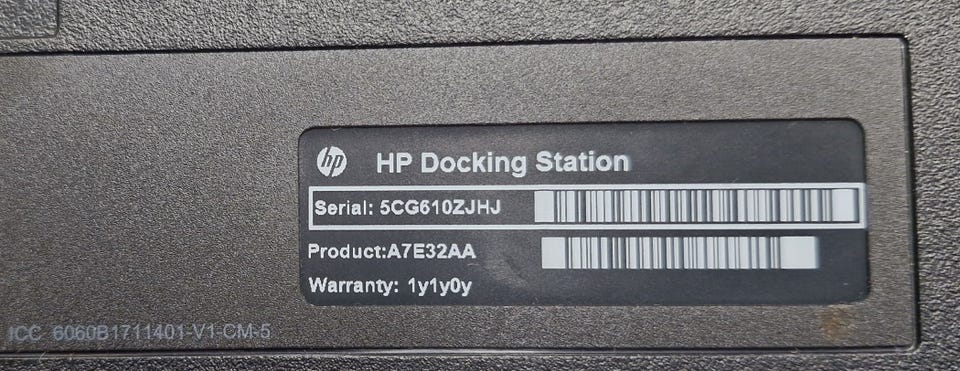 hp HP Docking Station
Serial: 5CG610ZJHJ
Product:A7E32AA
Warranty: 1y1y0y
ICC 6060B1711401-V1-CM-5